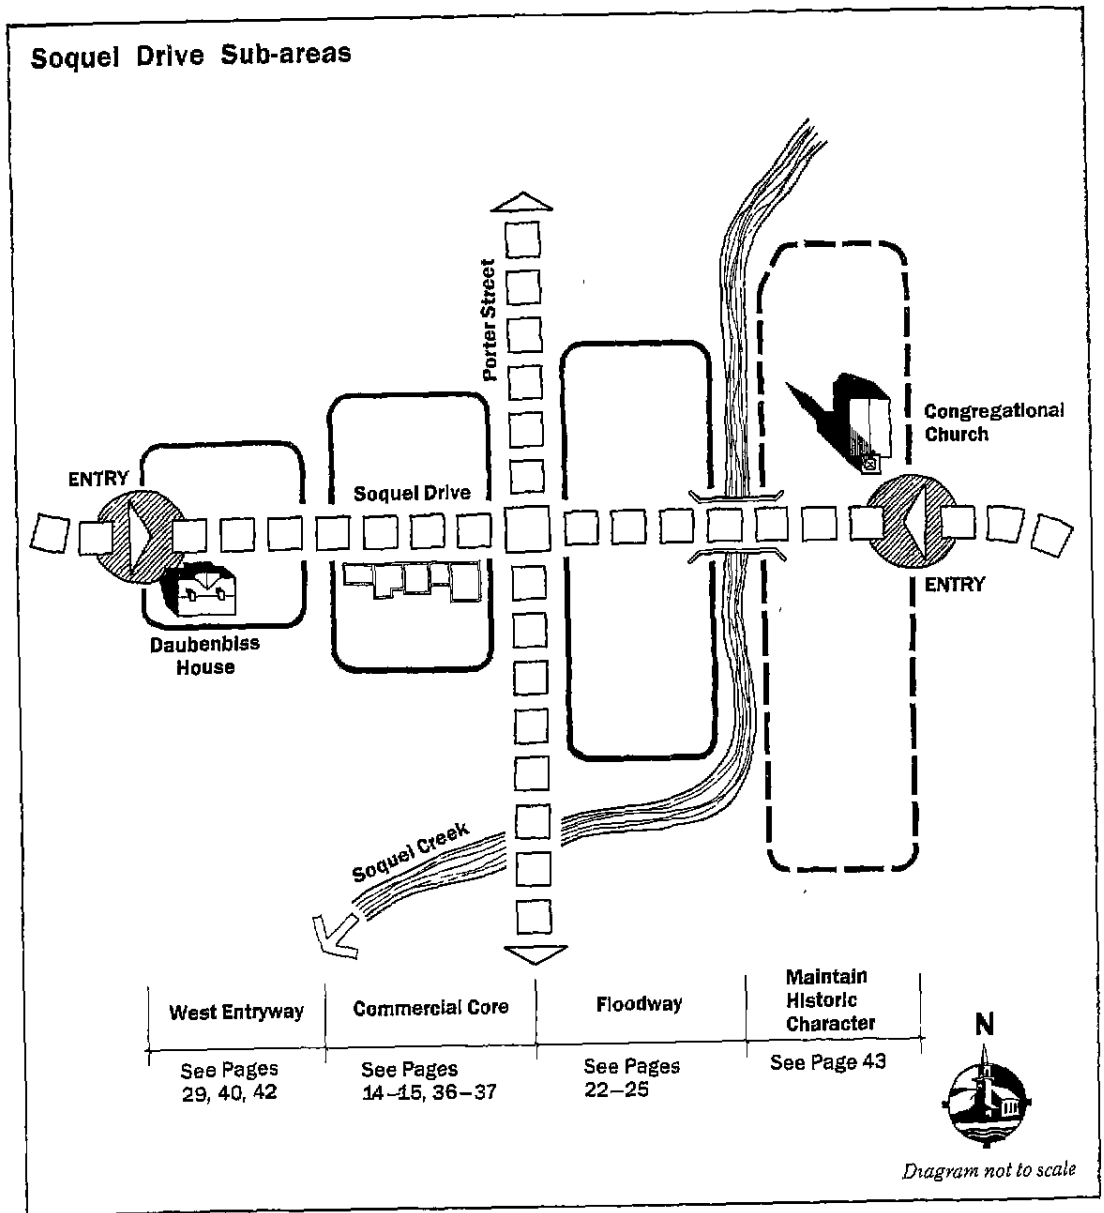 Soquel Drive Sub-areas
Porter Street
Congregational
Church
ENTRY
Soquel Drive
ENTRY
Daubenbiss
House
Soquel Creek
West Entryway
Commercial Core
Floodway
Maintain
Historic
Character
See Pages
29, 40, 42
See Pages
14–15, 36–37
See Pages
22–25
See Page 43
N
Diagram not to scale